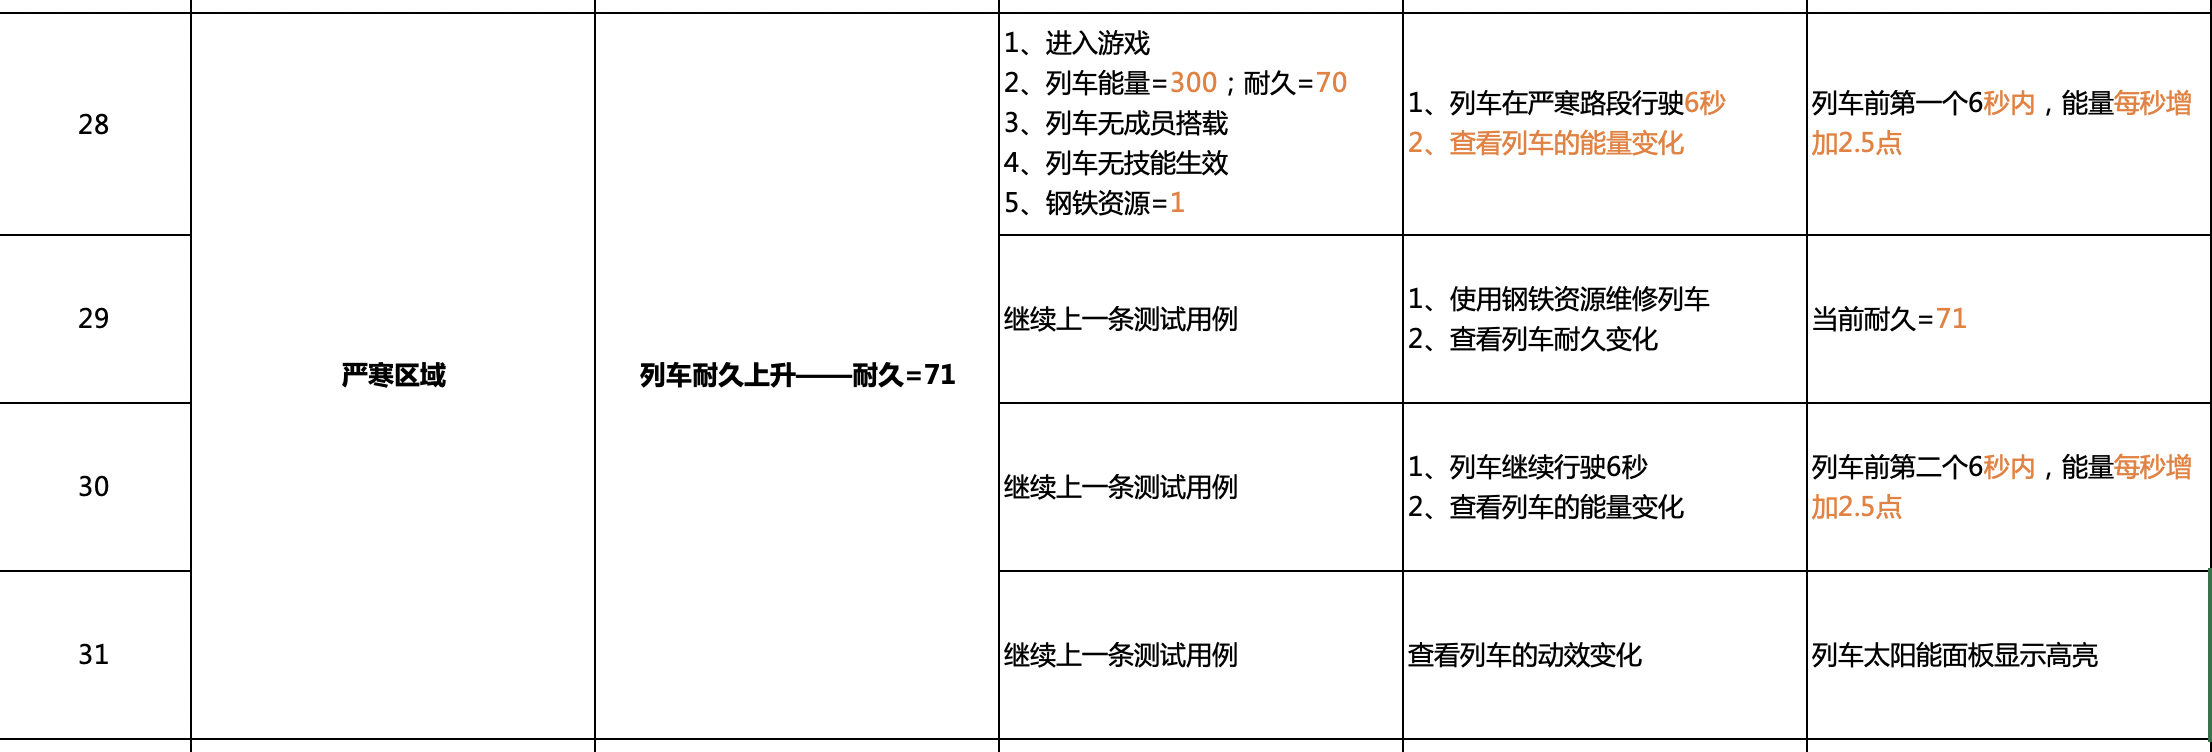 28
严寒区域
列车耐久上升——耐久=71
1、进入游戏
2、列车能量=300；耐久=70
3、列车无成员搭载
4、列车无技能生效
5、钢铁资源=1
1、列车在严寒路段行驶6秒
2、查看列车的能量变化
列车前第一个6秒内，能量每秒增
加2.5点
29
继续上一条测试用例
1、使用钢铁资源维修列车
2、查看列车耐久变化
当前耐久=71
30
继续上一条测试用例
1、列车继续行驶6秒
2、查看列车的能量变化
列车前第二个6秒内，能量每秒增
加2.5点
31
继续上一条测试用例
查看列车的动效变化
列车太阳能面板显示高亮